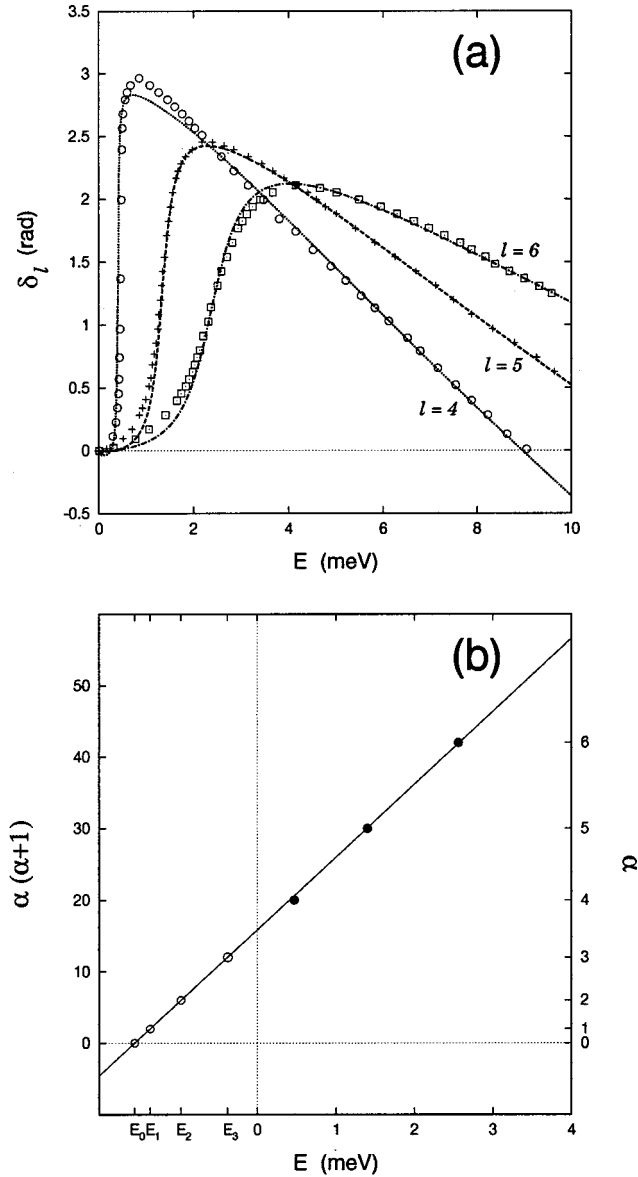 (a)
3.5
3
2.5
2
1.5
1
0.5
0
-0.5
δl (rad)
l = 6
l = 5
l = 4
0 2 4 6 8 10
E (meV)
(b)
50
40
30
20
10
0
α (α+1)
6
5
4
3
2
1
0
α
E0 E1 E2 E3 0 1 2 3 4
E (meV)